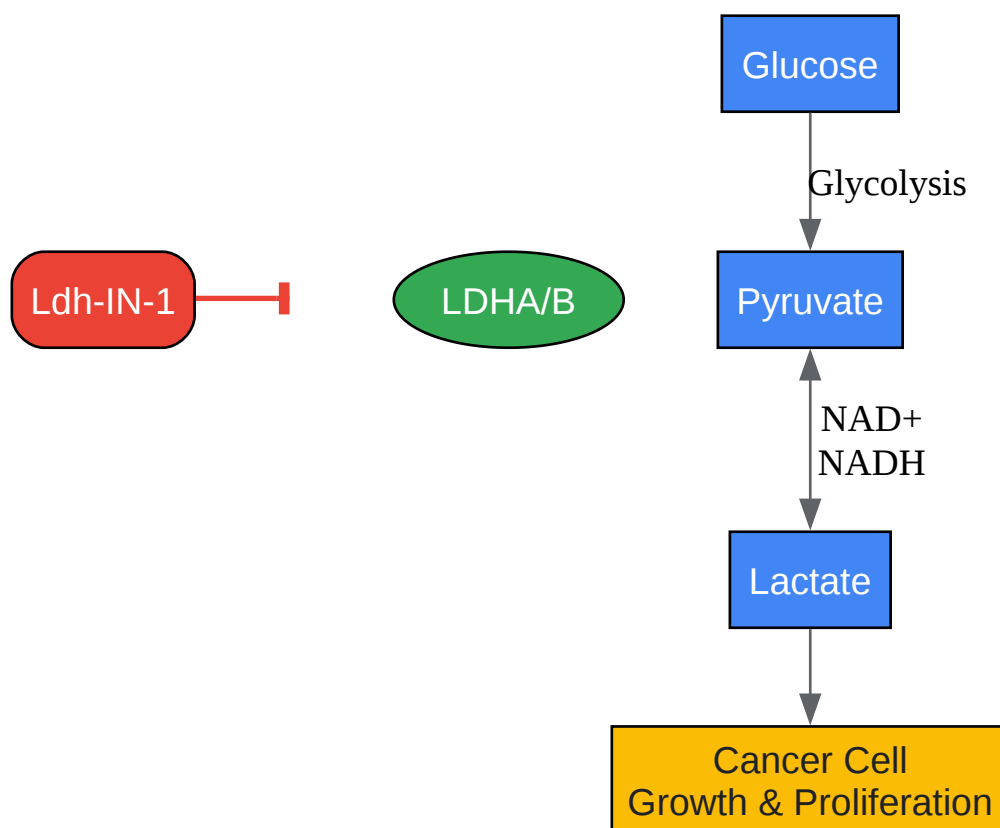 Glucose
Glycolysis
Ldh-IN-1
LDHA/B
Pyruvate
NAD+
NADH
Lactate
Cancer Cell
Growth & Proliferation